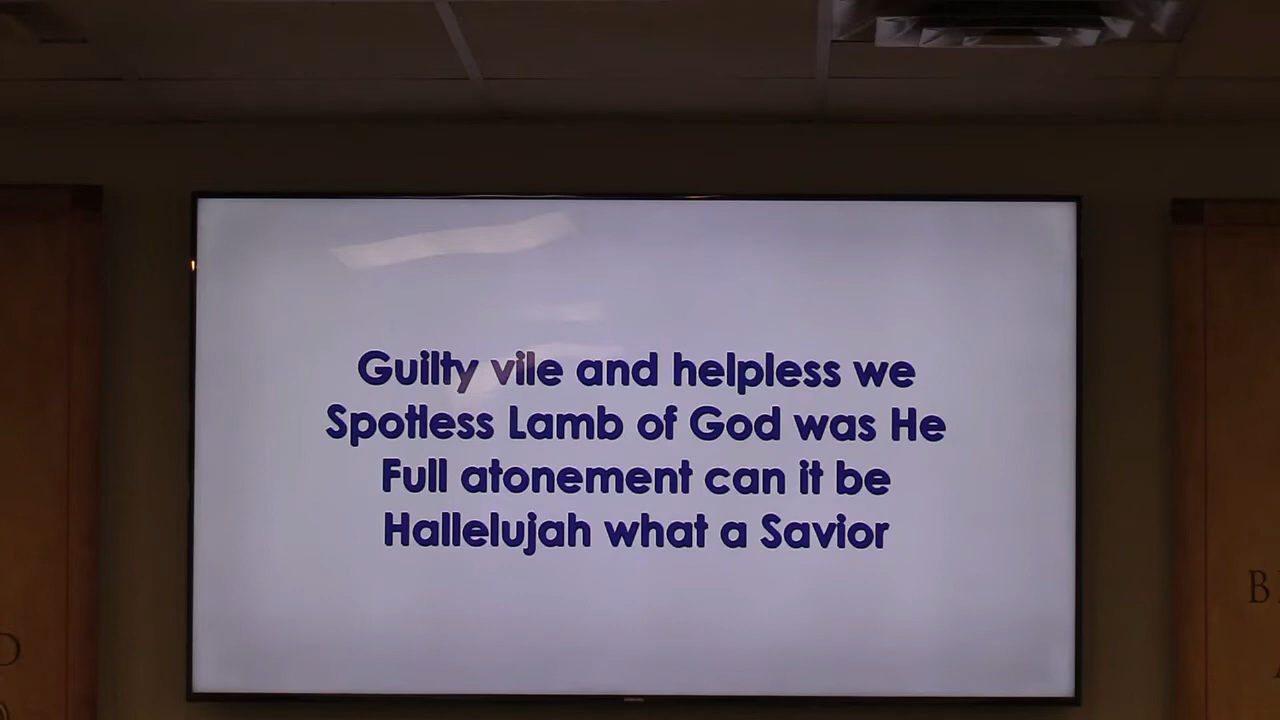 Guilty vile and helpless we
Spotless Lamb of God was He
Full atonement can it be
Hallelujah what a Savior